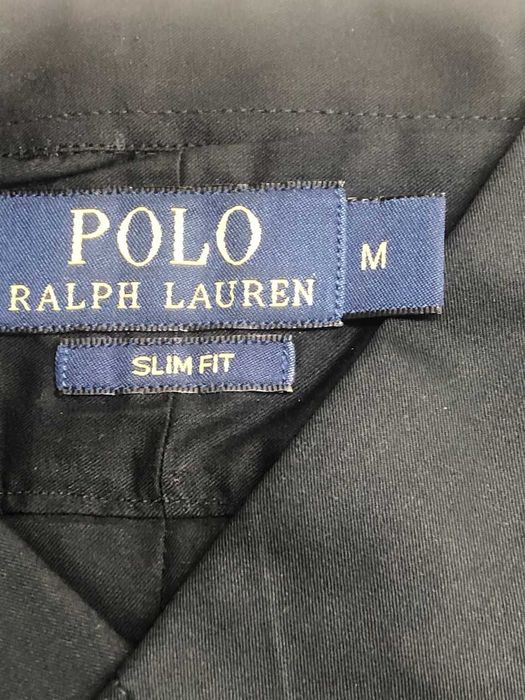 POLO
RALPH LAUREN
M
SLIM FIT